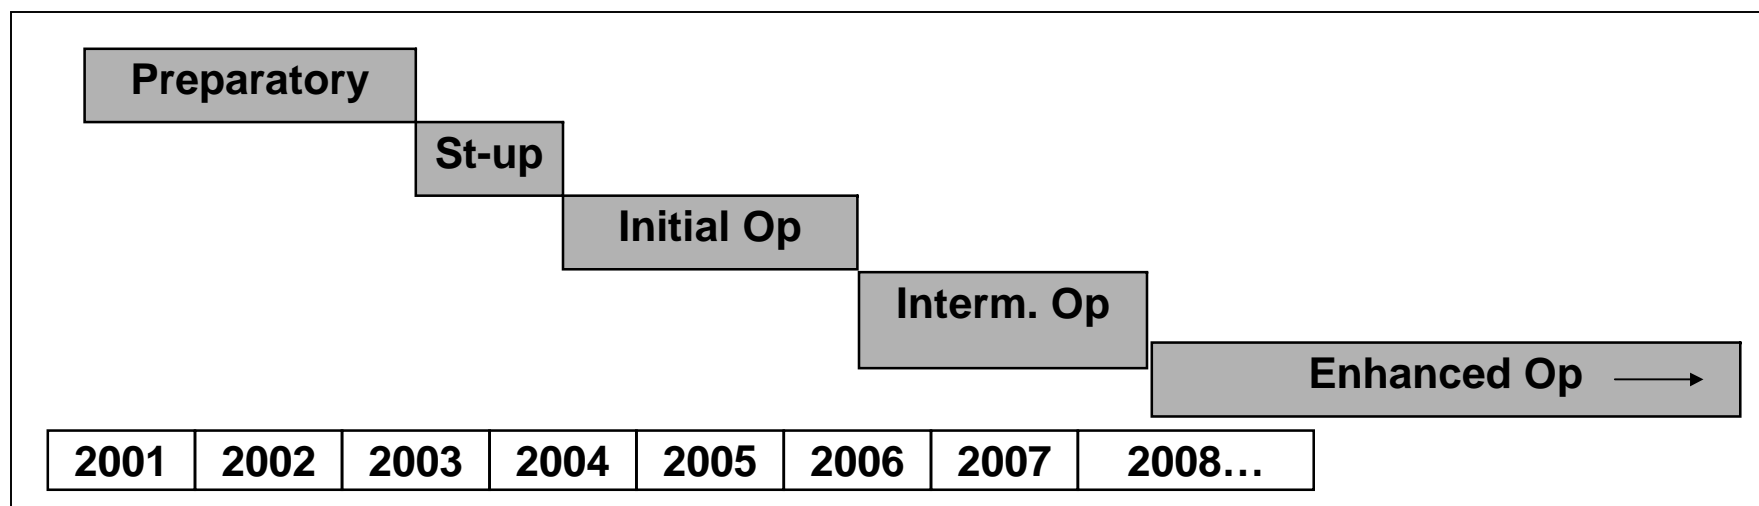 Preparatory
St-up
Initial Op
Interm. Op
Enhanced Op
2001 2002 2003 2004 2005 2006 2007 2008…